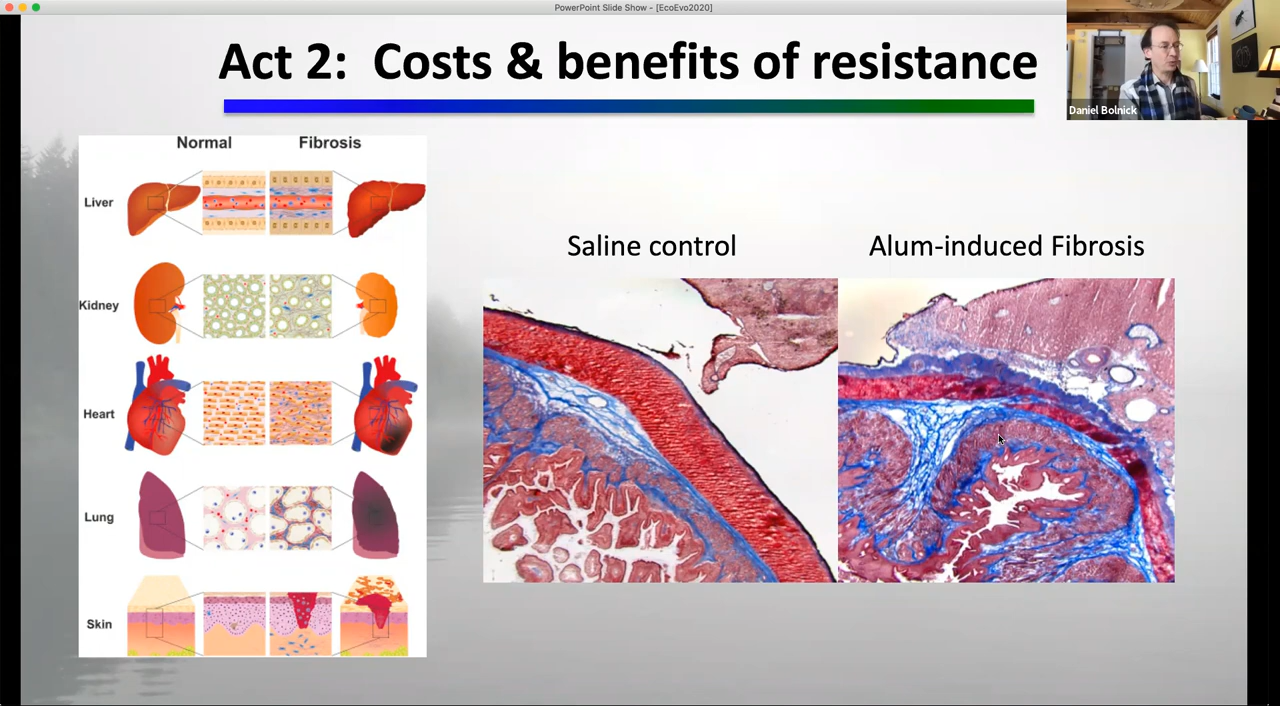 PowerPoint Slide Show - [EcoEvo2020]
Act 2: Costs & benefits of resistance
Daniel Bolnick
Normal Fibrosis
Liver
Kidney
Heart
Lung
Skin
Saline control Alum-induced Fibrosis